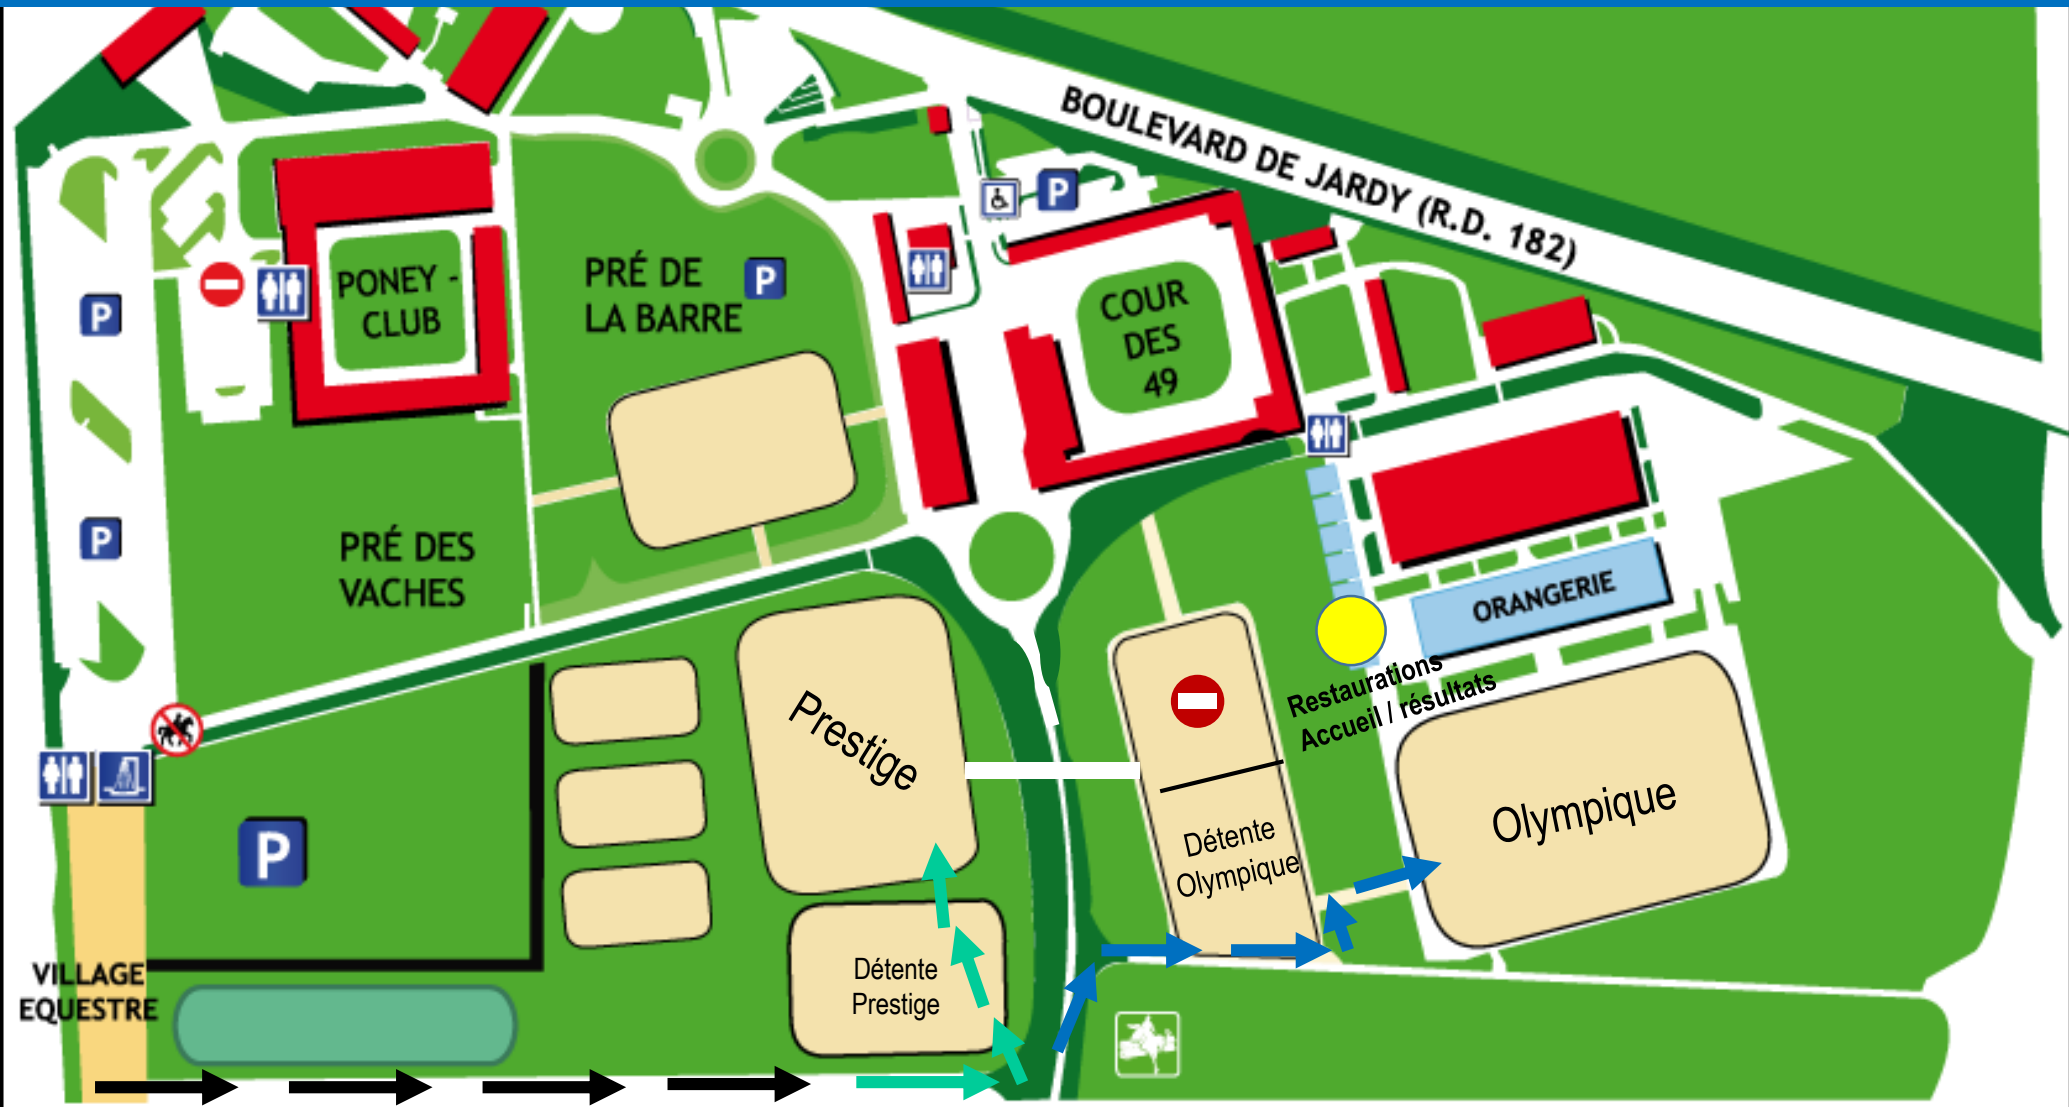 BOULEVARD DE JARDY (R.D. 182)
P
PONEY -
CLUB
PRÉ DE
LA BARRE
P
COUR
DES
49
P
P
PRÉ DES
VACHES
ORANGERIE
Restaurations
Accueil / résultats
Prestige
Olympique
Détente
Olympique
P
Détente
Prestige
VILLAGE
EQUESTRE